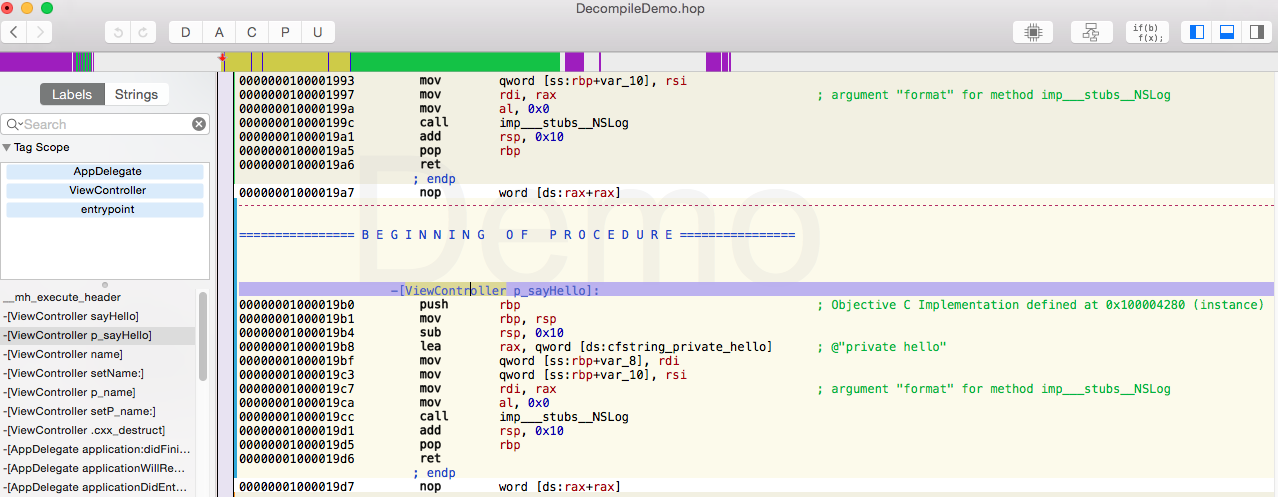 DecompileDemo.hop
D A C P U
if(b)
f(x);
Labels Strings
Search
Tag Scope
AppDelegate
ViewController
entrypoint
__mh_execute_header
-[ViewController sayHello]
-[ViewController p_sayHello]
-[ViewController name]
-[ViewController setName:]
-[ViewController p_name]
-[ViewController setP_name:]
-[ViewController .cxx_destruct]
-[AppDelegate application:didFini...
-[AppDelegate applicationWillRe...
-[AppDelegate applicationDidEnt...
0000000100001993 mov qword [ss:rbp+var_10], rsi
0000000100001997 mov rdi, rax ; argument "format" for method imp___stubs__NSLog
000000010000199a mov al, 0x0
000000010000199c call imp___stubs__NSLog
00000001000019a1 add rsp, 0x10
00000001000019a5 pop rbp
00000001000019a6 ret
; endp
00000001000019a7 nop word [ds:rax+rax]
Demo
================ B E G I N N I N G   O F   P R O C E D U R E ================
-[ViewController p_sayHello]:
00000001000019b0 push rbp ; Objective C Implementation defined at 0x100004280 (instance)
00000001000019b1 mov rbp, rsp
00000001000019b4 sub rsp, 0x10
00000001000019b8 lea rax, qword [ds:cfstring_private_hello] ; @"private hello"
00000001000019bf mov qword [ss:rbp+var_8], rdi
00000001000019c3 mov qword [ss:rbp+var_10], rsi
00000001000019c7 mov rdi, rax ; argument "format" for method imp___stubs__NSLog
00000001000019ca mov al, 0x0
00000001000019cc call imp___stubs__NSLog
00000001000019d1 add rsp, 0x10
00000001000019d5 pop rbp
00000001000019d6 ret
; endp
00000001000019d7 nop word [ds:rax+rax]